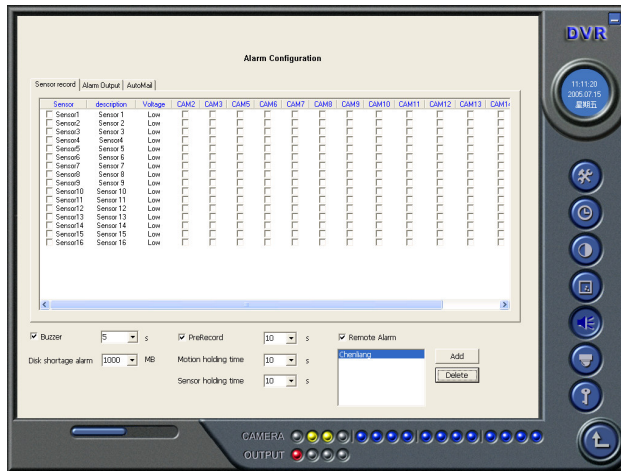 DVR
Alarm Configuration
Sensor record Alarm Output AutoMail
11:11:20
2005.07.15
星期五
Sensor description Voltage CAM2 CAM3 CAM5 CAM6 CAM7 CAM8 CAM9 CAM10 CAM11 CAM12 CAM13 CAM14
Sensor1 Sensor 1 Low
Sensor2 Sensor 2 Low
Sensor3 Sensor 3 Low
Sensor4 Sensor4 Low
Sensor5 Sensor 5 Low
Sensor6 Sensor 6 Low
Sensor7 Sensor 7 Low
Sensor8 Sensor 8 Low
Sensor9 Sensor 9 Low
Sensor10 Sensor 10 Low
Sensor11 Sensor 11 Low
Sensor12 Sensor 12 Low
Sensor13 Sensor 13 Low
Sensor14 Sensor 14 Low
Sensor15 Sensor 15 Low
Sensor16 Sensor 16 Low
Buzzer 5 s PreRecord 10 s Remote Alarm
Disk shortage alarm 1000 MB Motion holding time 10 s Chenliang Add
Sensor holding time 10 s Delete
CAMERA
OUTPUT